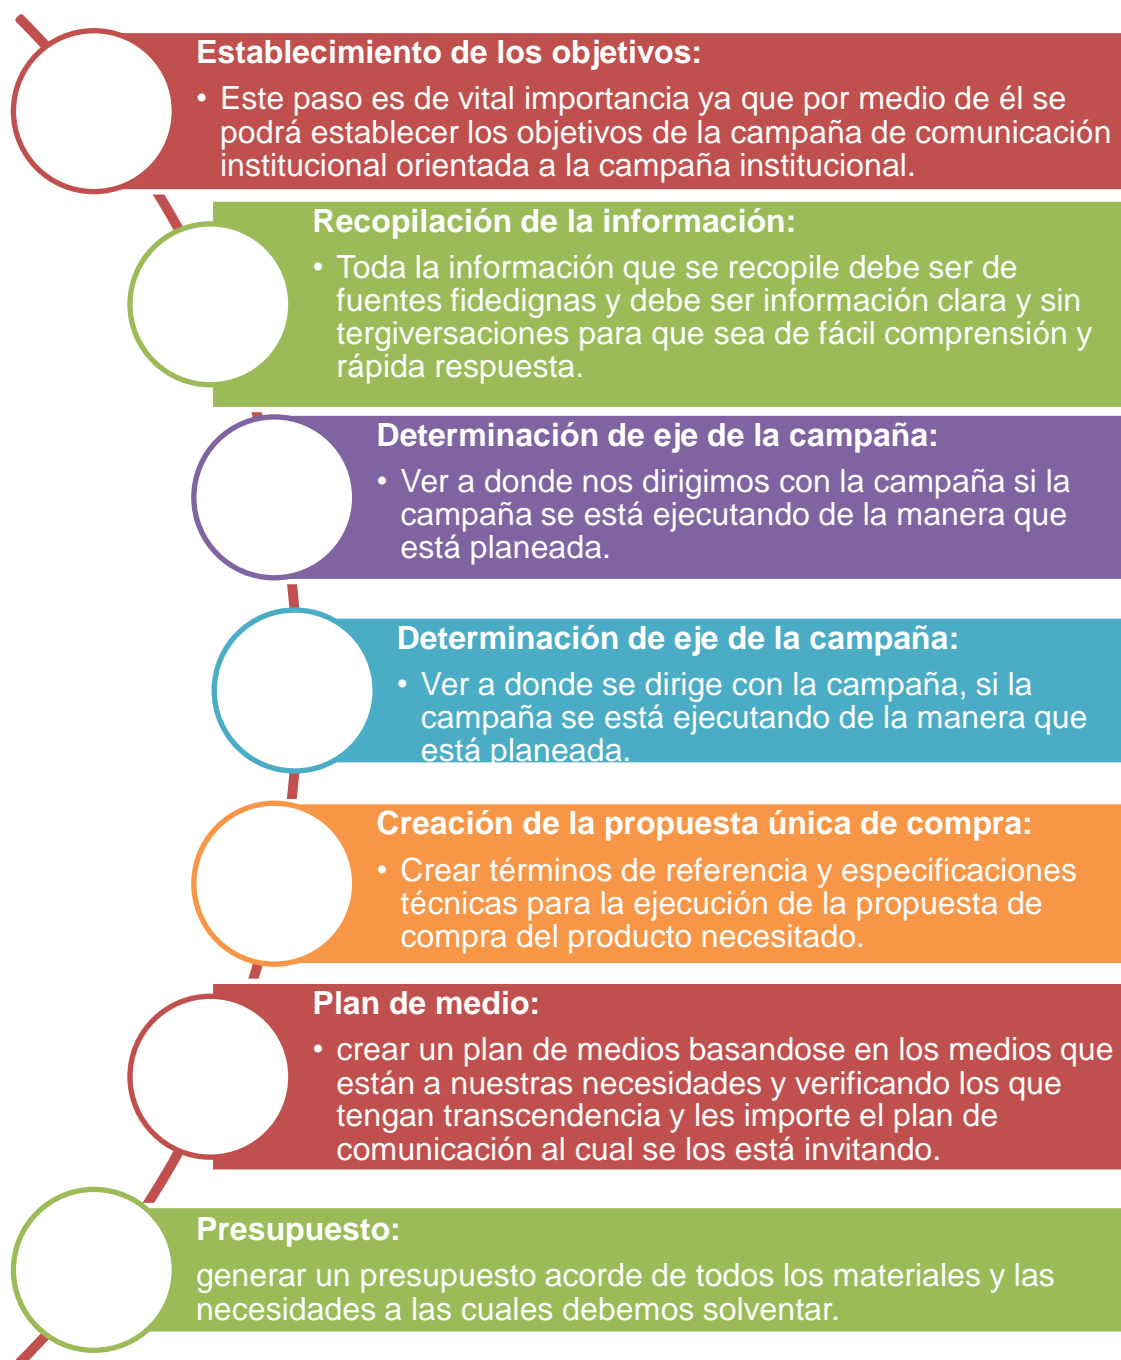 Establecimiento de los objetivos:
• Este paso es de vital importancia ya que por medio de él se
podrá establecer los objetivos de la campaña de comunicación
institucional orientada a la campaña institucional.
Recopilación de la información:
• Toda la información que se recopile debe ser de
fuentes fidedignas y debe ser información clara y sin
tergiversaciones para que sea de fácil comprensión y
rápida respuesta.
Determinación de eje de la campaña:
• Ver a donde nos dirigimos con la campaña si la
campaña se está ejecutando de la manera que
está planeada.
Determinación de eje de la campaña:
• Ver a donde se dirige con la campaña, si la
campaña se está ejecutando de la manera que
está planeada.
Creación de la propuesta única de compra:
• Crear términos de referencia y especificaciones
técnicas para la ejecución de la propuesta de
compra del producto necesitado.
Plan de medio:
• crear un plan de medios basandose en los medios que
están a nuestras necesidades y verificando los que
tengan transcendencia y les importe el plan de
comunicación al cual se los está invitando.
Presupuesto:
generar un presupuesto acorde de todos los materiales y las
necesidades a las cuales debemos solventar.